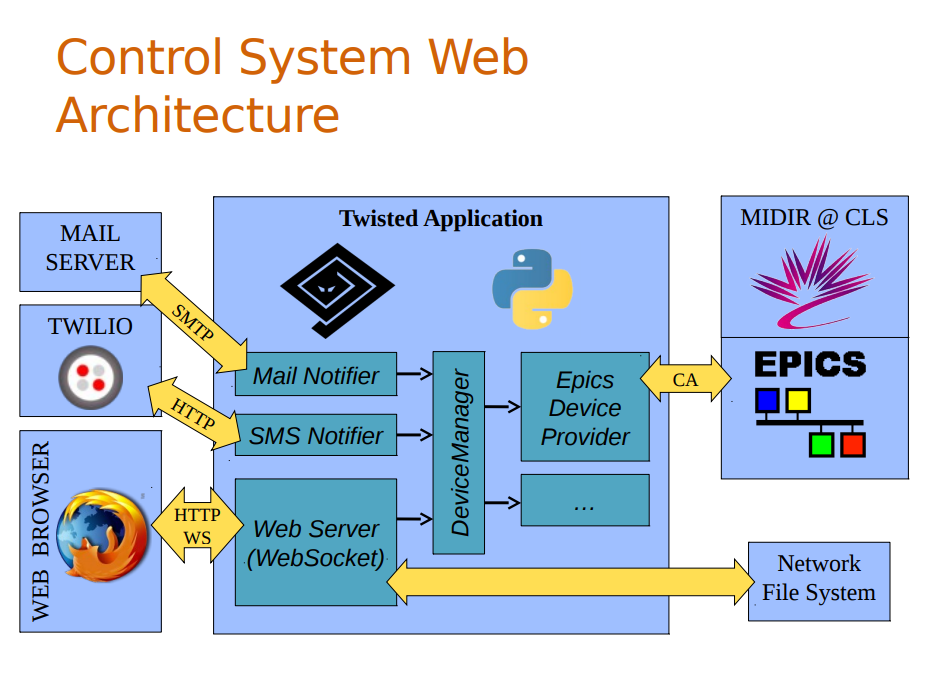 Control System Web
Architecture
MAIL
SERVER
SMTP
TWILIO
HTTP
WEB BROWSER
HTTP
WS
Twisted Application
Mail Notifier
SMS Notifier
Web Server
(WebSocket)
DeviceManager
Epics
Device
Provider
...
CA
MIDIR @ CLS
EPICS
Network
File System